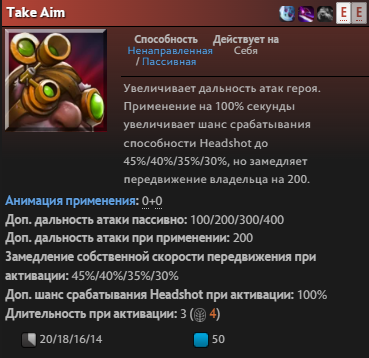 Take Aim
E E
Способность Действует на
Ненаправленная Себя
/ Пассивная
Увеличивает дальность атак героя.
Применение на 100% секунды
увеличивает шанс срабатывания
способности Headshot до
45%/40%/35%/30%, но замедляет
передвижение владельца на 200.
Анимация применения: 0+0
Доп. дальность атаки пассивно: 100/200/300/400
Доп. дальность атаки при применении: 200
Замедление собственной скорости передвижения при
активации: 45%/40%/35%/30%
Доп. шанс срабатывания Headshot при активации: 100%
Длительность при активации: 3 (4)
20/18/16/14 50